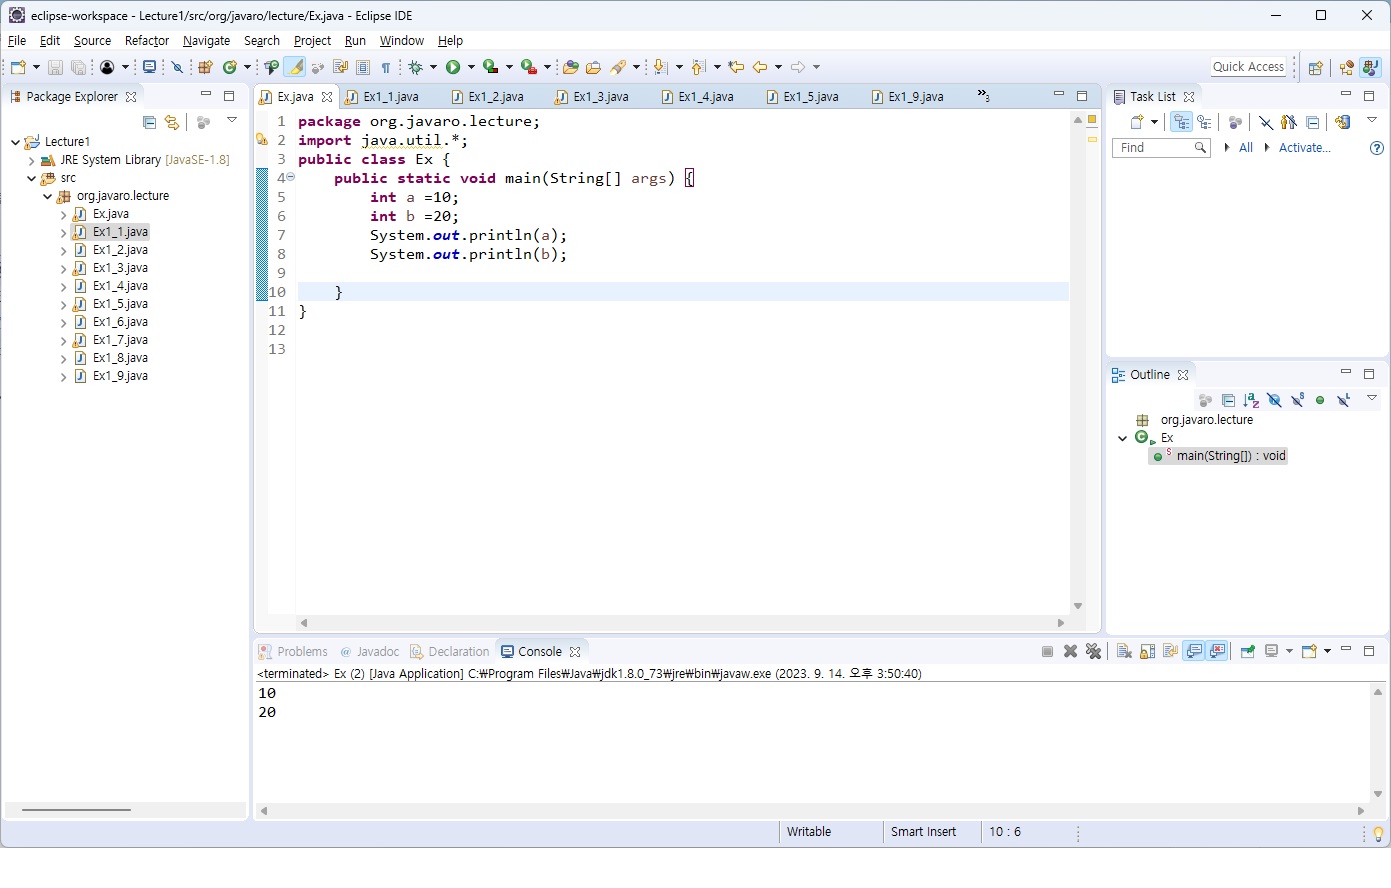 eclipse-workspace - Lecture1/src/org/javaro/lecture/Ex.java - Eclipse IDE
File Edit Source Refactor Navigate Search Project Run Window Help
Quick Access
Package Explorer
Lecture1
JRE System Library [JavaSE-1.8]
src
org.javaro.lecture
Ex.java
Ex1_1.java
Ex1_2.java
Ex1_3.java
Ex1_4.java
Ex1_5.java
Ex1_6.java
Ex1_7.java
Ex1_8.java
Ex1_9.java
Ex.java Ex1_1.java Ex1_2.java Ex1_3.java Ex1_4.java Ex1_5.java Ex1_9.java »3
1 package org.javaro.lecture;
2 import java.util.*;
3 public class Ex {
4 public static void main(String[] args) {
5 int a =10;
6 int b =20;
7 System.out.println(a);
8 System.out.println(b);
9
10 }
11 }
12
13
Task List
Find All Activate...
Outline
org.javaro.lecture
Ex
main(String[]) : void
Problems @ Javadoc Declaration Console
<terminated> Ex (2) [Java Application] C:₩Program Files₩Java₩jdk1.8.0_73₩jre₩bin₩javaw.exe (2023. 9. 14. 오후 3:50:40)
10
20
Writable Smart Insert 10 : 6